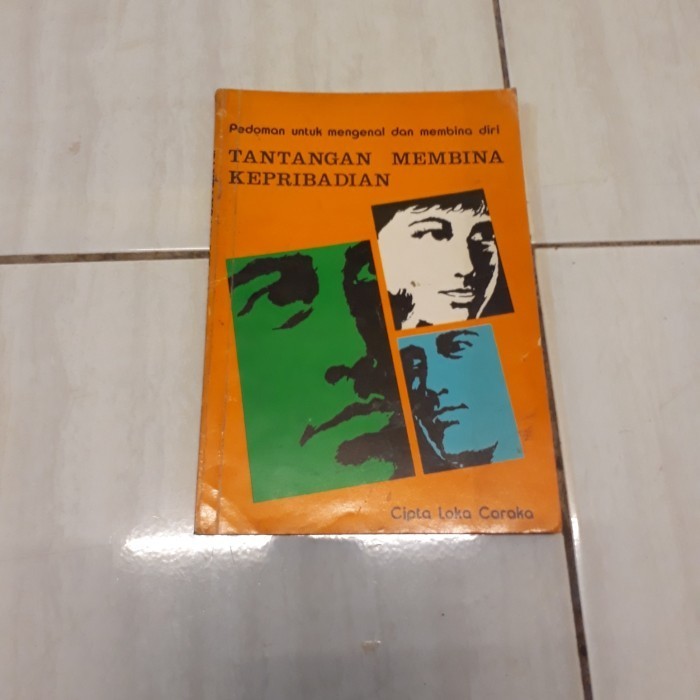 Pedoman untuk mengenal dan membina diri
TANTANGAN MEMBINA
KEPRIBADIAN
Cipta Loka Caraka